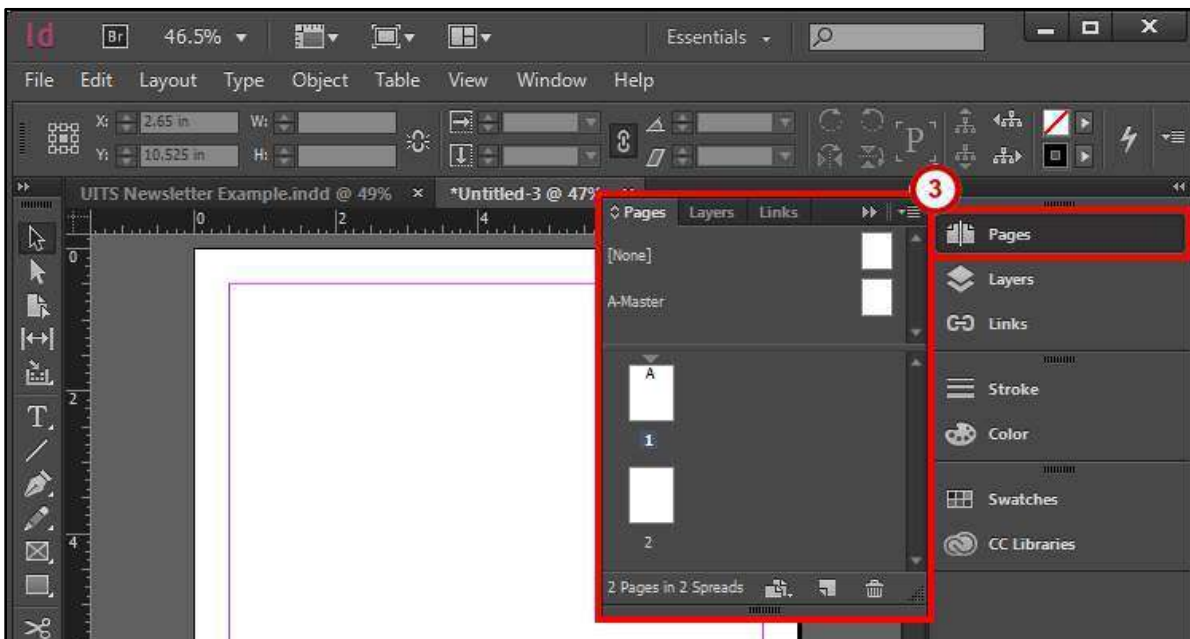 Id Br 46.5% Essentials
File Edit Layout Type Object Table View Window Help
X: 2.65 in W:
Y: 10.525 in H:
P
UITS Newsletter Example.indd @ 49% × *Untitled-3 @ 47%
3
0 2 4
0
2
4
Pages Layers Links
[None]
A-Master
A
1
2
2 Pages in 2 Spreads
Pages
Layers
Links
Stroke
Color
Swatches
CC Libraries
T